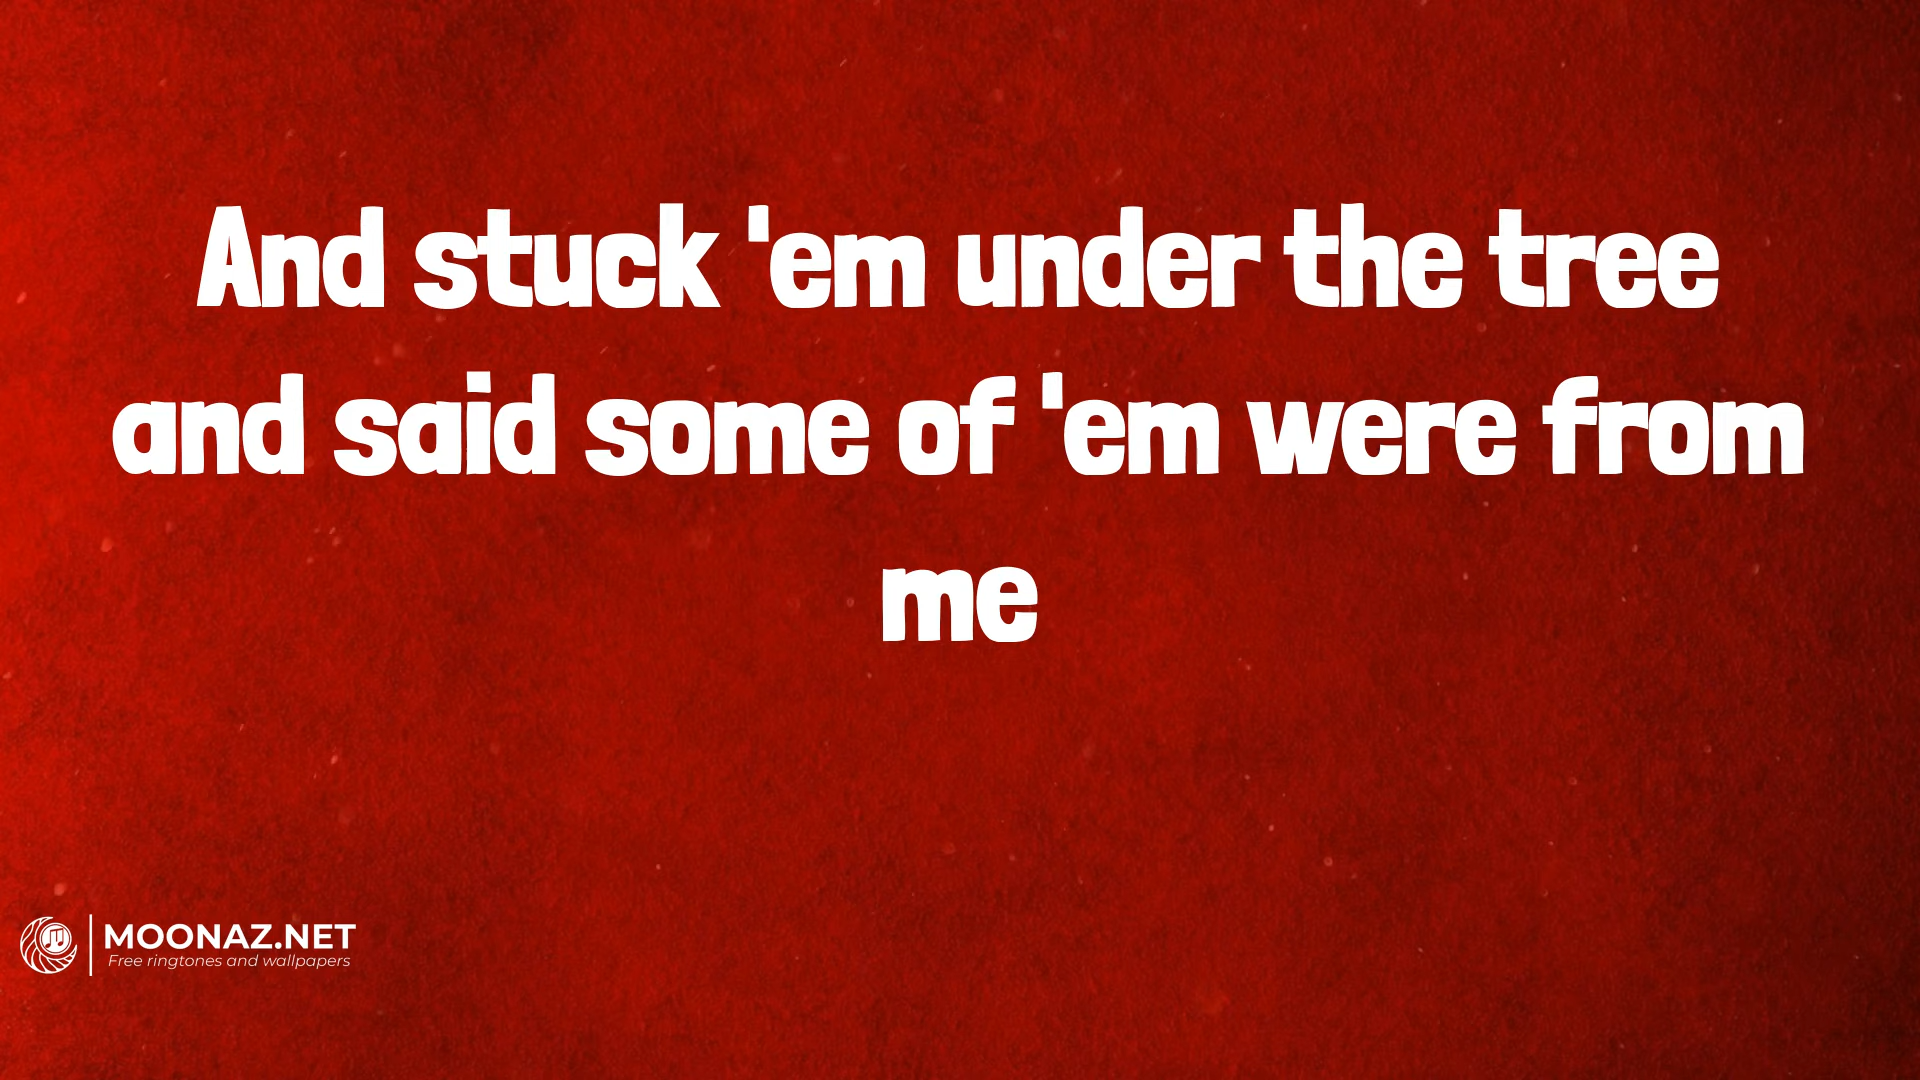 And stuck 'em under the tree
and said some of 'em were from
me
MOONAZ.NET
Free ringtones and wallpapers